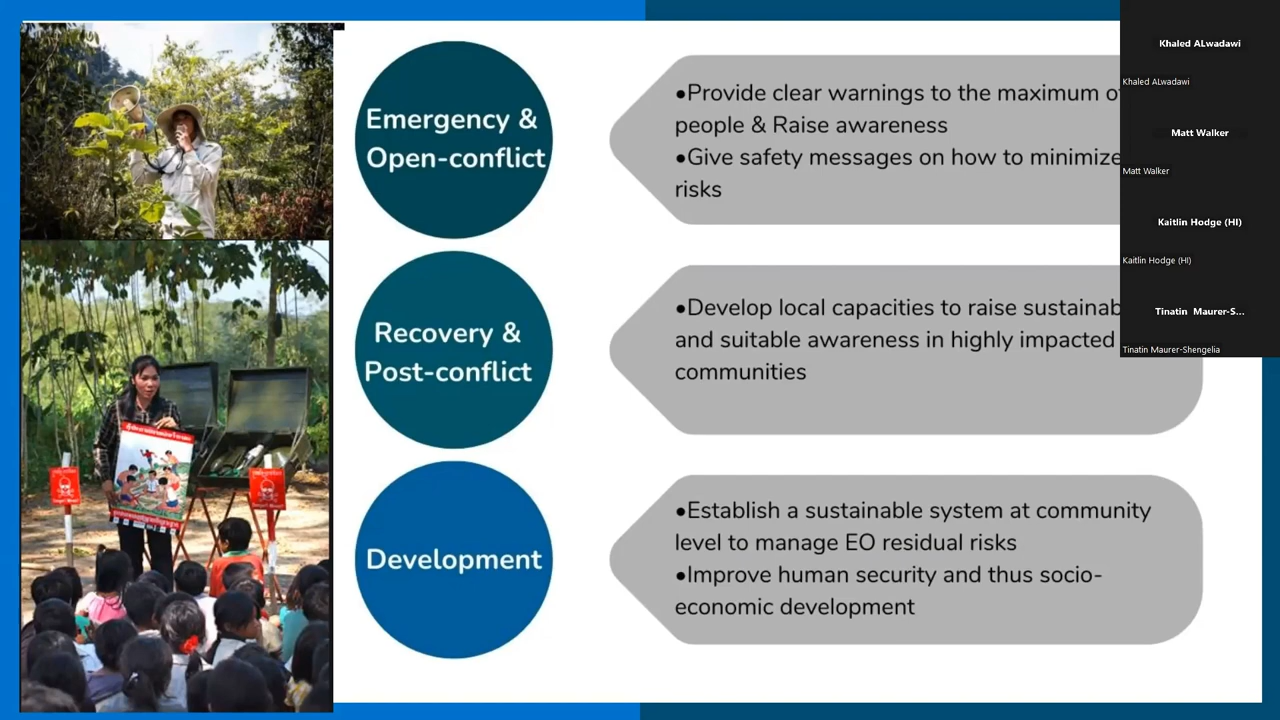 Emergency &
Open-conflict
•Provide clear warnings to the maximum o
people & Raise awareness
•Give safety messages on how to minimize
risks
Recovery &
Post-conflict
•Develop local capacities to raise sustainab
and suitable awareness in highly impacted
communities
Development
•Establish a sustainable system at community
level to manage EO residual risks
•Improve human security and thus socio-
economic development
Khaled ALwadawi
Khaled ALwadawi
Matt Walker
Matt Walker
Kaitlin Hodge (HI)
Kaitlin Hodge (HI)
Tinatin Maurer-S...
Tinatin Maurer-Shengelia